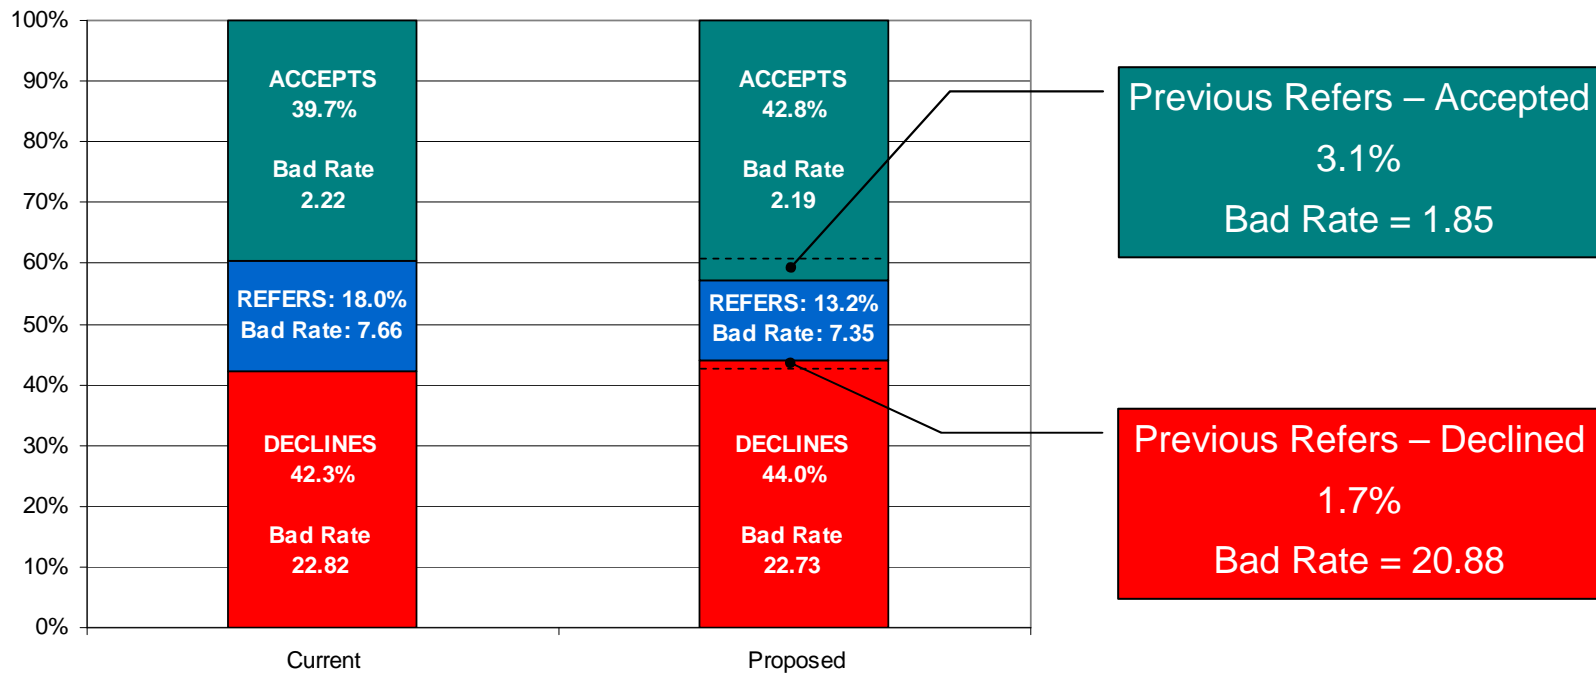 100%
90%
80%
70%
60%
50%
40%
30%
20%
10%
0%
ACCEPTS
39.7%
Bad Rate
2.22
REFERS: 18.0%
Bad Rate: 7.66
DECLINES
42.3%
Bad Rate
22.82
Current
ACCEPTS
42.8%
Bad Rate
2.19
REFERS: 13.2%
Bad Rate: 7.35
DECLINES
44.0%
Bad Rate
22.73
Proposed
Previous Refers – Accepted
3.1%
Bad Rate = 1.85
Previous Refers – Declined
1.7%
Bad Rate = 20.88